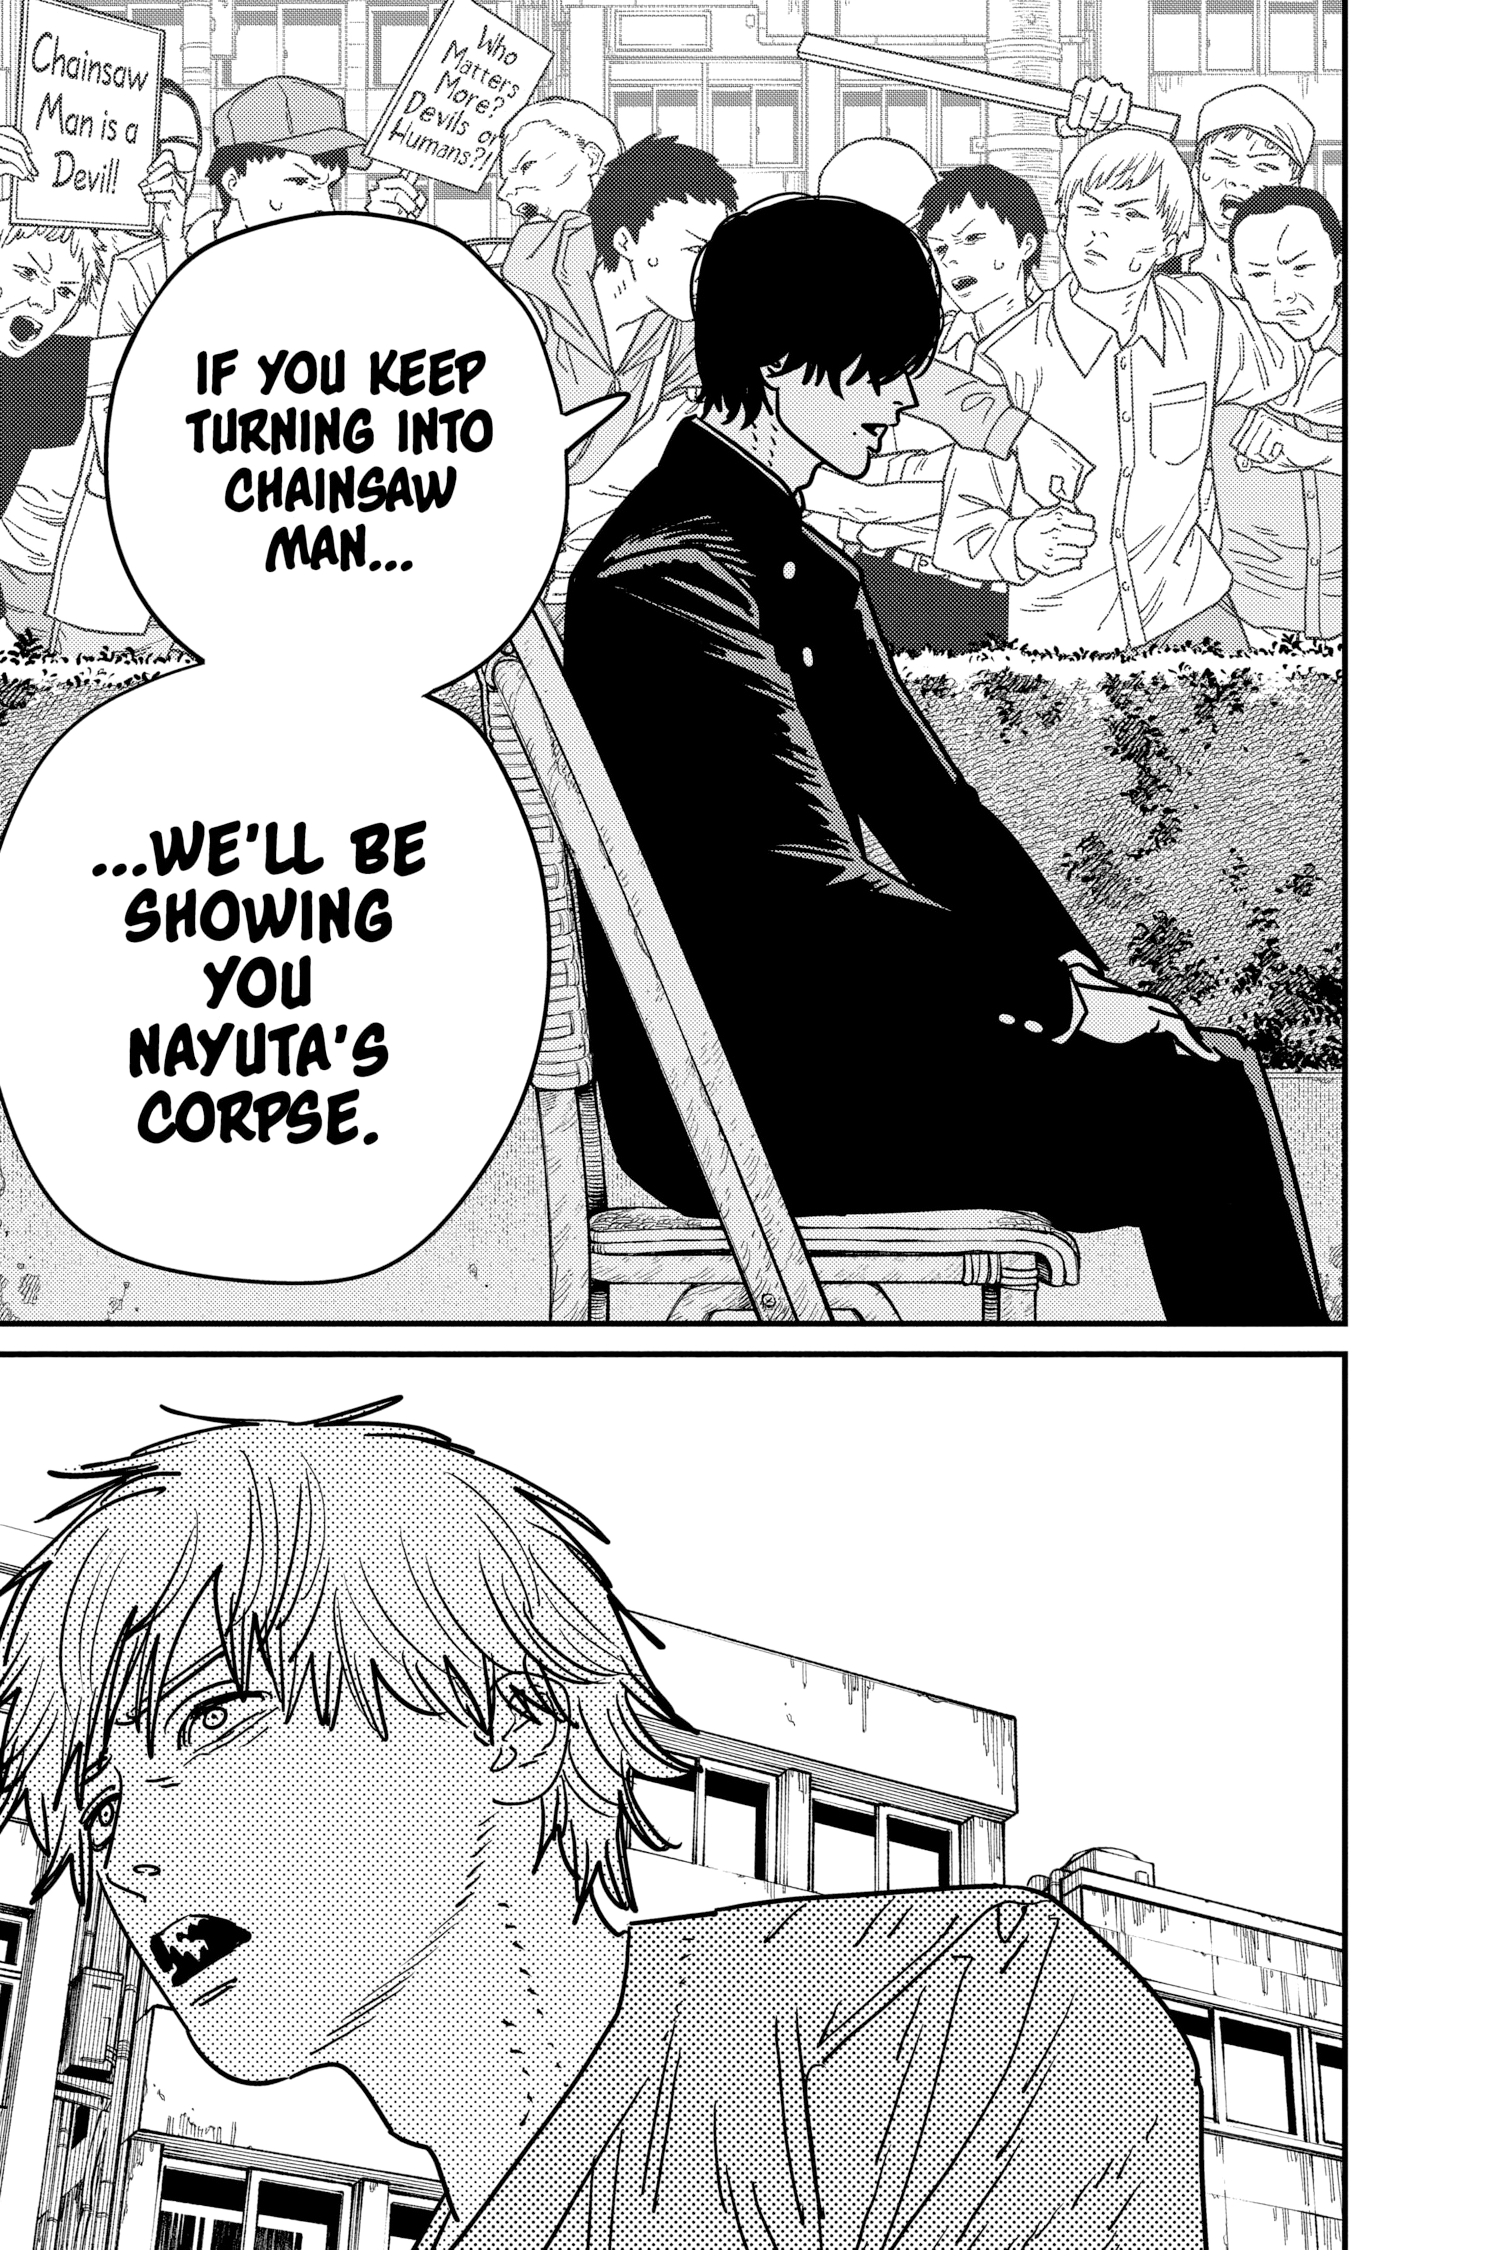 Chainsaw
Man is a
Devil!
Who
Matters
More?
Devils or
Humans?!
IF YOU KEEP
TURNING INTO
CHAINSAW
MAN...
...WE'LL BE
SHOWING
YOU
NAYUTA'S
CORPSE.